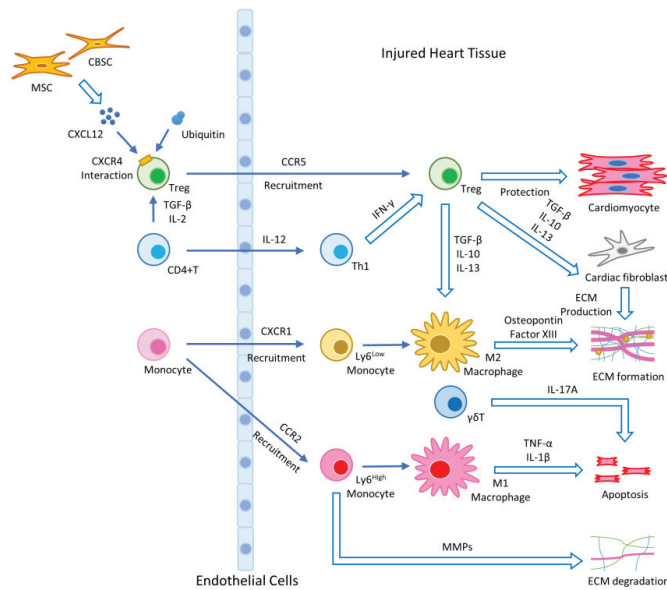 Injured Heart Tissue
CBSC
MSC
CXCL12
Ubiquitin
CXCR4
Interaction
Treg
CCR5
Recruitment
Treg
Protection
Cardiomyocyte
TGF-β
IL-2
IFN-γ
TGF-β
IL-10
IL-13
TGF-β
IL-10
IL-13
CD4+T
IL-12
Th1
Cardiac fibroblast
ECM
Production
Monocyte
CXCR1
Recruitment
Ly6Low
Monocyte
M2
Macrophage
Osteopontin
Factor XIII
ECM formation
CCR2
Recruitment
γδT
IL-17A
Ly6High
Monocyte
M1
Macrophage
TNF-α
IL-1β
Apoptosis
MMPs
ECM degradation
Endothelial Cells